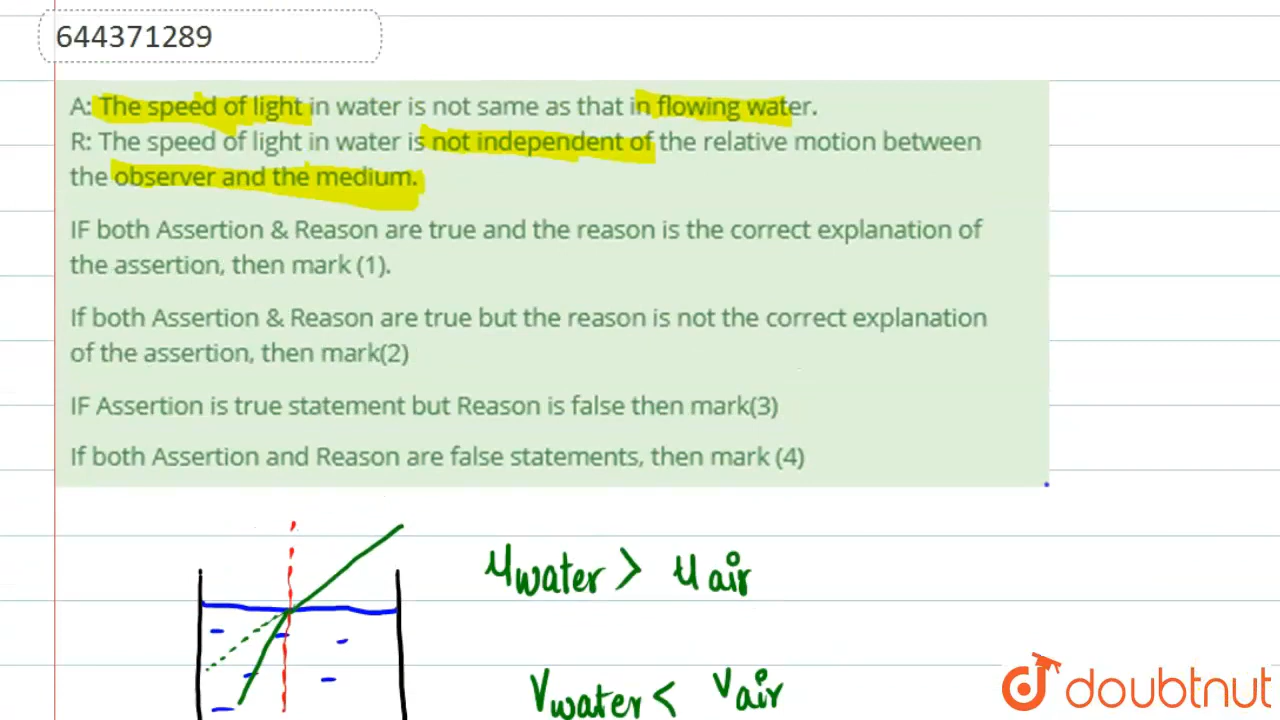 644371289
A: The speed of light in water is not same as that in flowing water.
R: The speed of light in water is not independent of the relative motion between
the observer and the medium.
IF both Assertion & Reason are true and the reason is the correct explanation of
the assertion, then mark (1).
If both Assertion & Reason are true but the reason is not the correct explanation
of the assertion, then mark(2)
IF Assertion is true statement but Reason is false then mark(3)
If both Assertion and Reason are false statements, then mark (4)
μwater > μair
Vwater < Vair
doubtnut